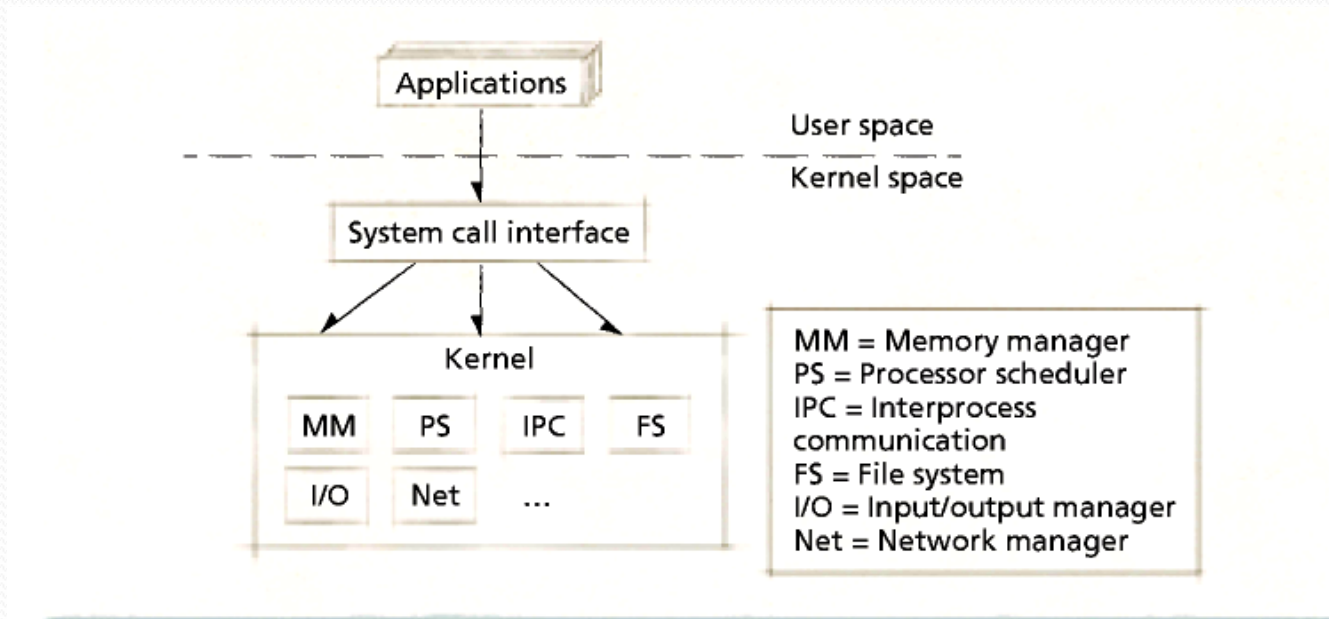 Applications
User space
Kernel space
System call interface
Kernel
MM PS IPC FS
I/O Net ...
MM = Memory manager
PS = Processor scheduler
IPC = Interprocess
communication
FS = File system
I/O = Input/output manager
Net = Network manager